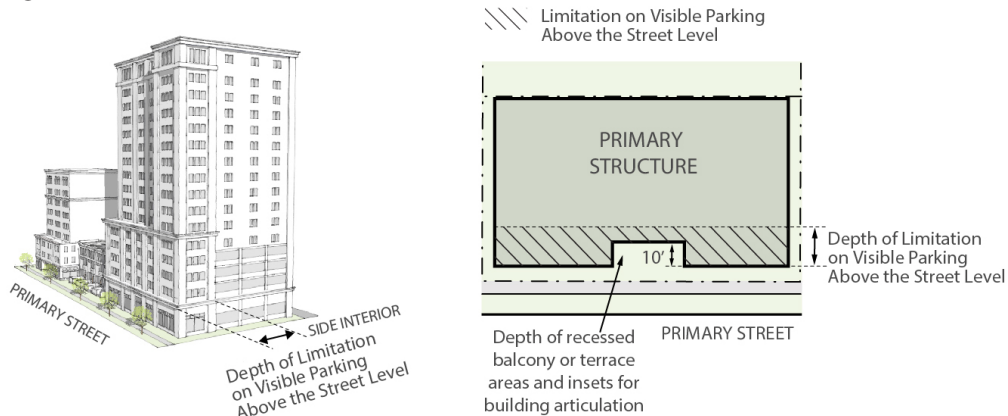 PRIMARY STREET
SIDE INTERIOR
Depth of Limitation
on Visible Parking
Above the Street Level
Limitation on Visible Parking
Above the Street Level
PRIMARY
STRUCTURE
10'
Depth of Limitation
on Visible Parking
Above the Street Level
PRIMARY STREET
Depth of recessed
balcony or terrace
areas and insets for
building articulation